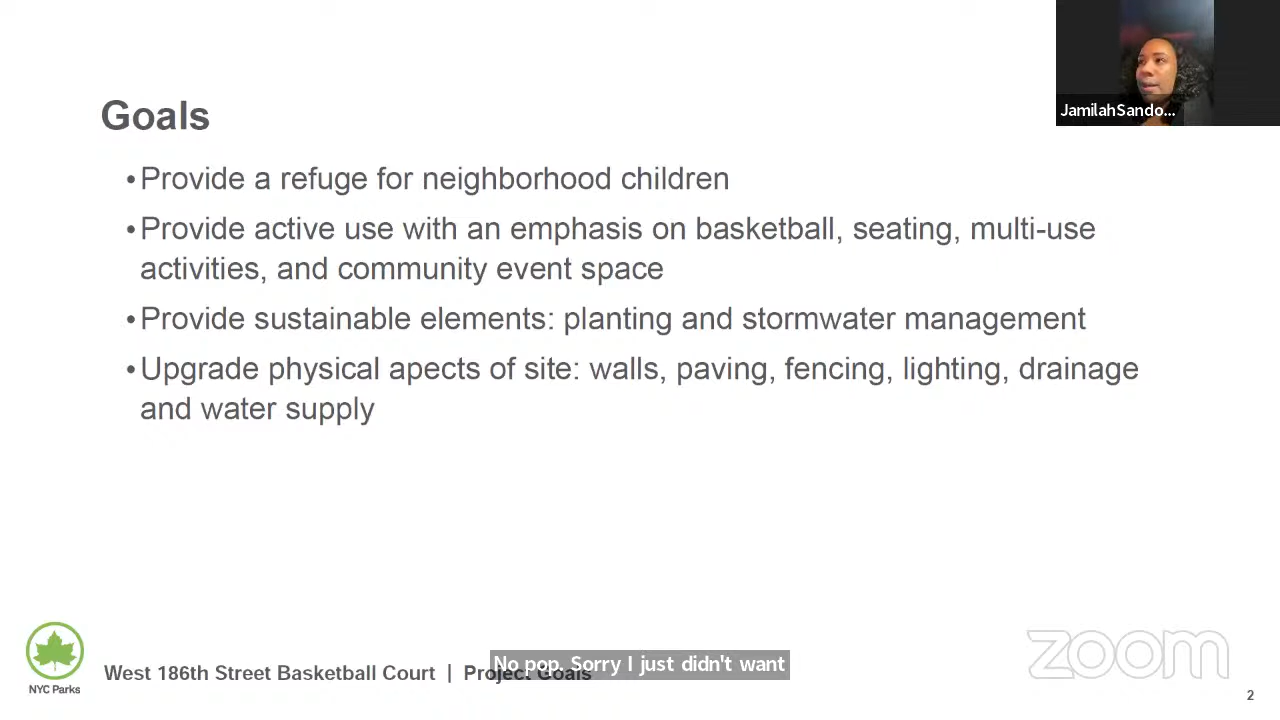 JamilahSando...
Goals
• Provide a refuge for neighborhood children
• Provide active use with an emphasis on basketball, seating, multi-use
activities, and community event space
• Provide sustainable elements: planting and stormwater management
• Upgrade physical apects of site: walls, paving, fencing, lighting, drainage
and water supply
No pop. Sorry I just didn't want
West 186th Street Basketball Court | Project Goals
NYC Parks
zoom
2